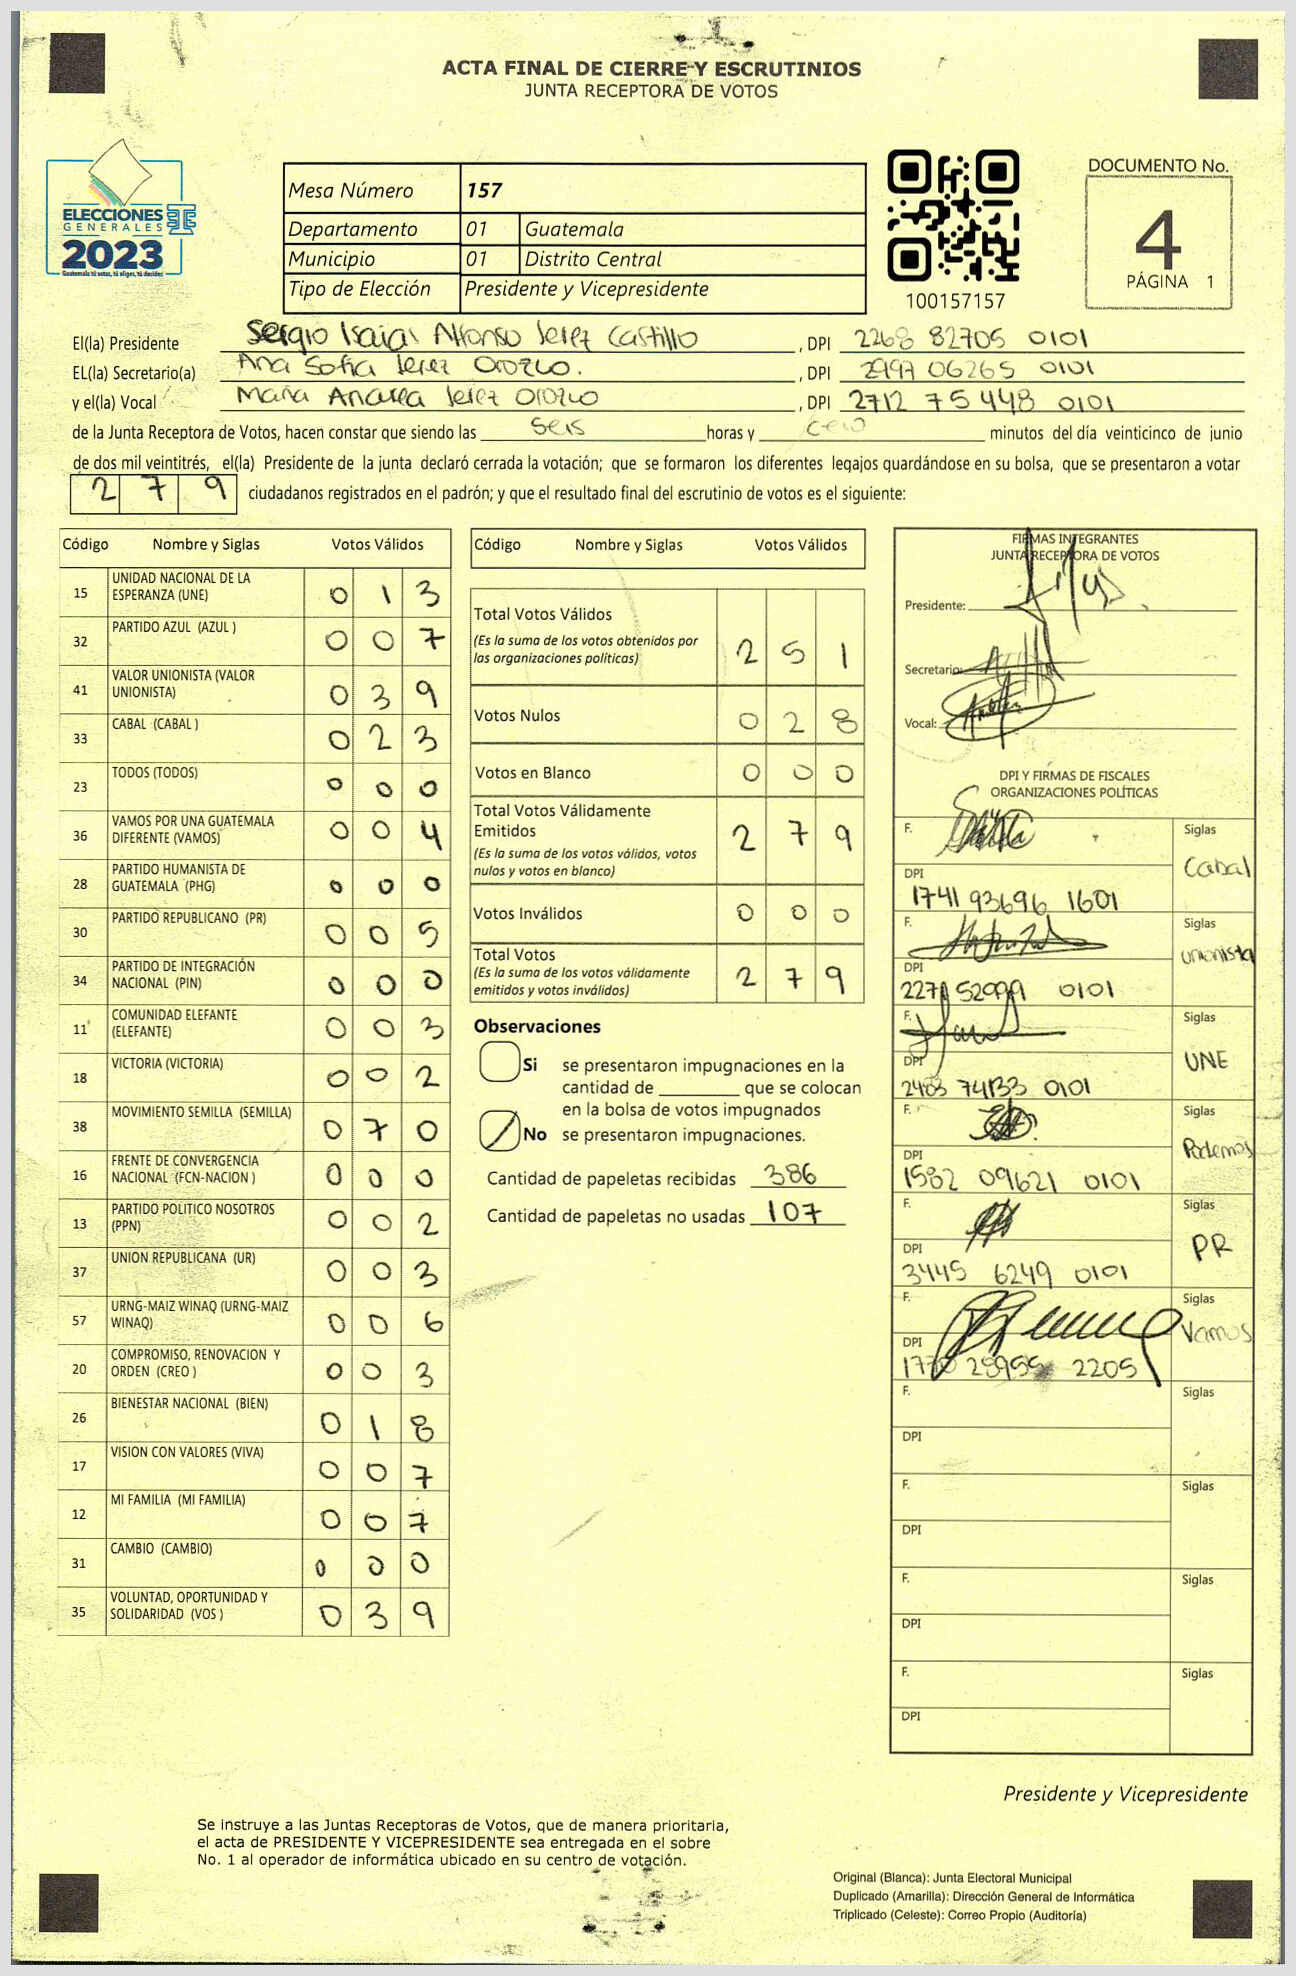 ACTA FINAL DE CIERRE Y ESCRUTINIOS
JUNTA RECEPTORA DE VOTOS
ELECCIONES
GENERALES
2023
Guatemala tú votas, tú eliges, tú decides
Mesa Número 157
Departamento 01 Guatemala
Municipio 01 Distrito Central
Tipo de Elección Presidente y Vicepresidente
100157157
DOCUMENTO No.
4
PÁGINA 1
El(la) Presidente Sergio Isaias Alfonso Jerez Castillo, DPI 2268 82705 0101
EL(la) Secretario(a) Ana Sofia Jerez Orozco., DPI 2997 06265 0101
y el(la) Vocal Maria Andrea Jerez Orozco, DPI 2712 75448 0101
de la Junta Receptora de Votos, hacen constar que siendo las seis horas y cero minutos del día veinticinco de junio
de dos mil veintitrés, el(la) Presidente de la junta declaró cerrada la votación; que se formaron los diferentes legajos guardándose en su bolsa, que se presentaron a votar
279 ciudadanos registrados en el padrón; y que el resultado final del escrutinio de votos es el siguiente:
Código Nombre y Siglas Votos Válidos
15 UNIDAD NACIONAL DE LA ESPERANZA (UNE) 0 1 3
32 PARTIDO AZUL (AZUL ) 0 0 7
41 VALOR UNIONISTA (VALOR UNIONISTA) 0 3 9
33 CABAL (CABAL ) 0 2 3
23 TODOS (TODOS) 0 0 0
36 VAMOS POR UNA GUATEMALA DIFERENTE (VAMOS) 0 0 4
28 PARTIDO HUMANISTA DE GUATEMALA (PHG) 0 0 0
30 PARTIDO REPUBLICANO (PR) 0 0 5
34 PARTIDO DE INTEGRACIÓN NACIONAL (PIN) 0 0 0
11 COMUNIDAD ELEFANTE (ELEFANTE) 0 0 3
18 VICTORIA (VICTORIA) 0 0 2
38 MOVIMIENTO SEMILLA (SEMILLA) 0 7 0
16 FRENTE DE CONVERGENCIA NACIONAL (FCN-NACION ) 0 0 0
13 PARTIDO POLITICO NOSOTROS (PPN) 0 0 2
37 UNION REPUBLICANA (UR) 0 0 3
57 URNG-MAIZ WINAQ (URNG-MAIZ WINAQ) 0 0 6
20 COMPROMISO, RENOVACION Y ORDEN (CREO ) 0 0 3
26 BIENESTAR NACIONAL (BIEN) 0 1 8
17 VISION CON VALORES (VIVA) 0 0 7
12 MI FAMILIA (MI FAMILIA) 0 0 7
31 CAMBIO (CAMBIO) 0 0 0
35 VOLUNTAD, OPORTUNIDAD Y SOLIDARIDAD (VOS ) 0 3 9
Código Nombre y Siglas Votos Válidos
Total Votos Válidos
(Es la suma de los votos obtenidos por
las organizaciones politicas) 2 5 1
Votos Nulos 0 2 8
Votos en Blanco 0 0 0
Total Votos Válidamente
Emitidos
(Es la suma de los votos válidos, votos
nulos y votos en blanco) 2 7 9
Votos Inválidos 0 0 0
Total Votos
(Es la suma de los votos válidamente
emitidos y votos inválidos) 2 7 9
Observaciones
Si se presentaron impugnaciones en la
cantidad de ________ que se colocan
en la bolsa de votos impugnados
No se presentaron impugnaciones.
Cantidad de papeletas recibidas 386
Cantidad de papeletas no usadas 107
FIRMAS INTEGRANTES
JUNTA RECEPTORA DE VOTOS
Presidente:
Secretario:
Vocal:
DPI Y FIRMAS DE FISCALES
ORGANIZACIONES POLÍTICAS
F. Siglas
Cabal
DPI
1741 93696 1601
F. Siglas
unionista
DPI
0101
F. Siglas
UNE
DPI
2483 74133 0101
F. Siglas
Podemos
DPI
1582 09621 0101
F. Siglas
PR
DPI
3445 6249 0101
F. Siglas
Vamos
DPI
2205
F. Siglas
DPI
F. Siglas
DPI
F. Siglas
DPI
F. Siglas
DPI
Presidente y Vicepresidente
Se instruye a las Juntas Receptoras de Votos, que de manera prioritaria,
el acta de PRESIDENTE Y VICEPRESIDENTE sea entregada en el sobre
No. 1 al operador de informática ubicado en su centro de votación.
Original (Blanca): Junta Electoral Municipal
Duplicado (Amarilla): Dirección General de Informática
Triplicado (Celeste): Correo Propio (Auditoría)